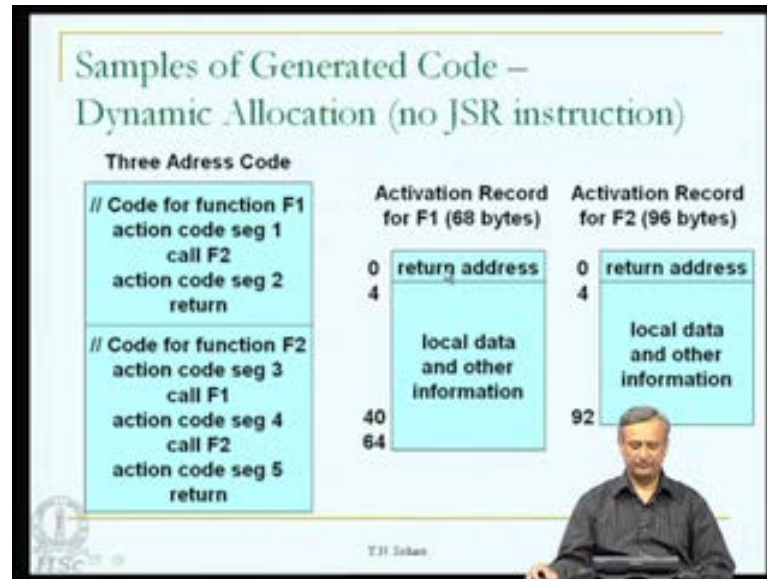 Samples of Generated Code –
Dynamic Allocation (no JSR instruction)
Three Adress Code
// Code for function F1
action code seg 1
call F2
action code seg 2
return
// Code for function F2
action code seg 3
call F1
action code seg 4
call F2
action code seg 5
return
Activation Record
for F1 (68 bytes)
0 return address
4
local data
and other
information
40
64
Activation Record
for F2 (96 bytes)
0 return address
4
local data
and other
information
92
IISc